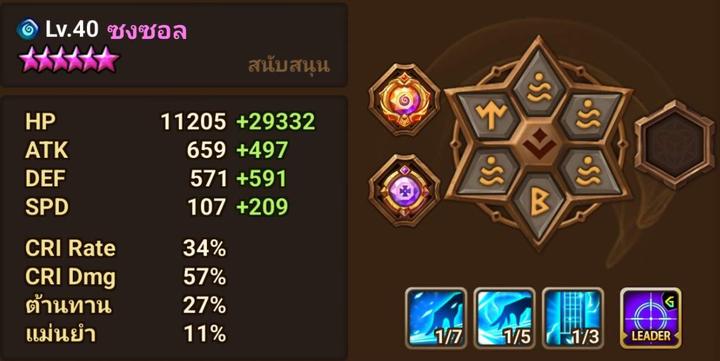 Lv.40 ซงซอล
สนับสนุน
HP 11205 +29332
ATK 659 +497
DEF 571 +591
SPD 107 +209
CRI Rate 34%
CRI Dmg 57%
ต้านทาน 27%
แม่นยำ 11%
1/7 1/5 1/3 G LEADER